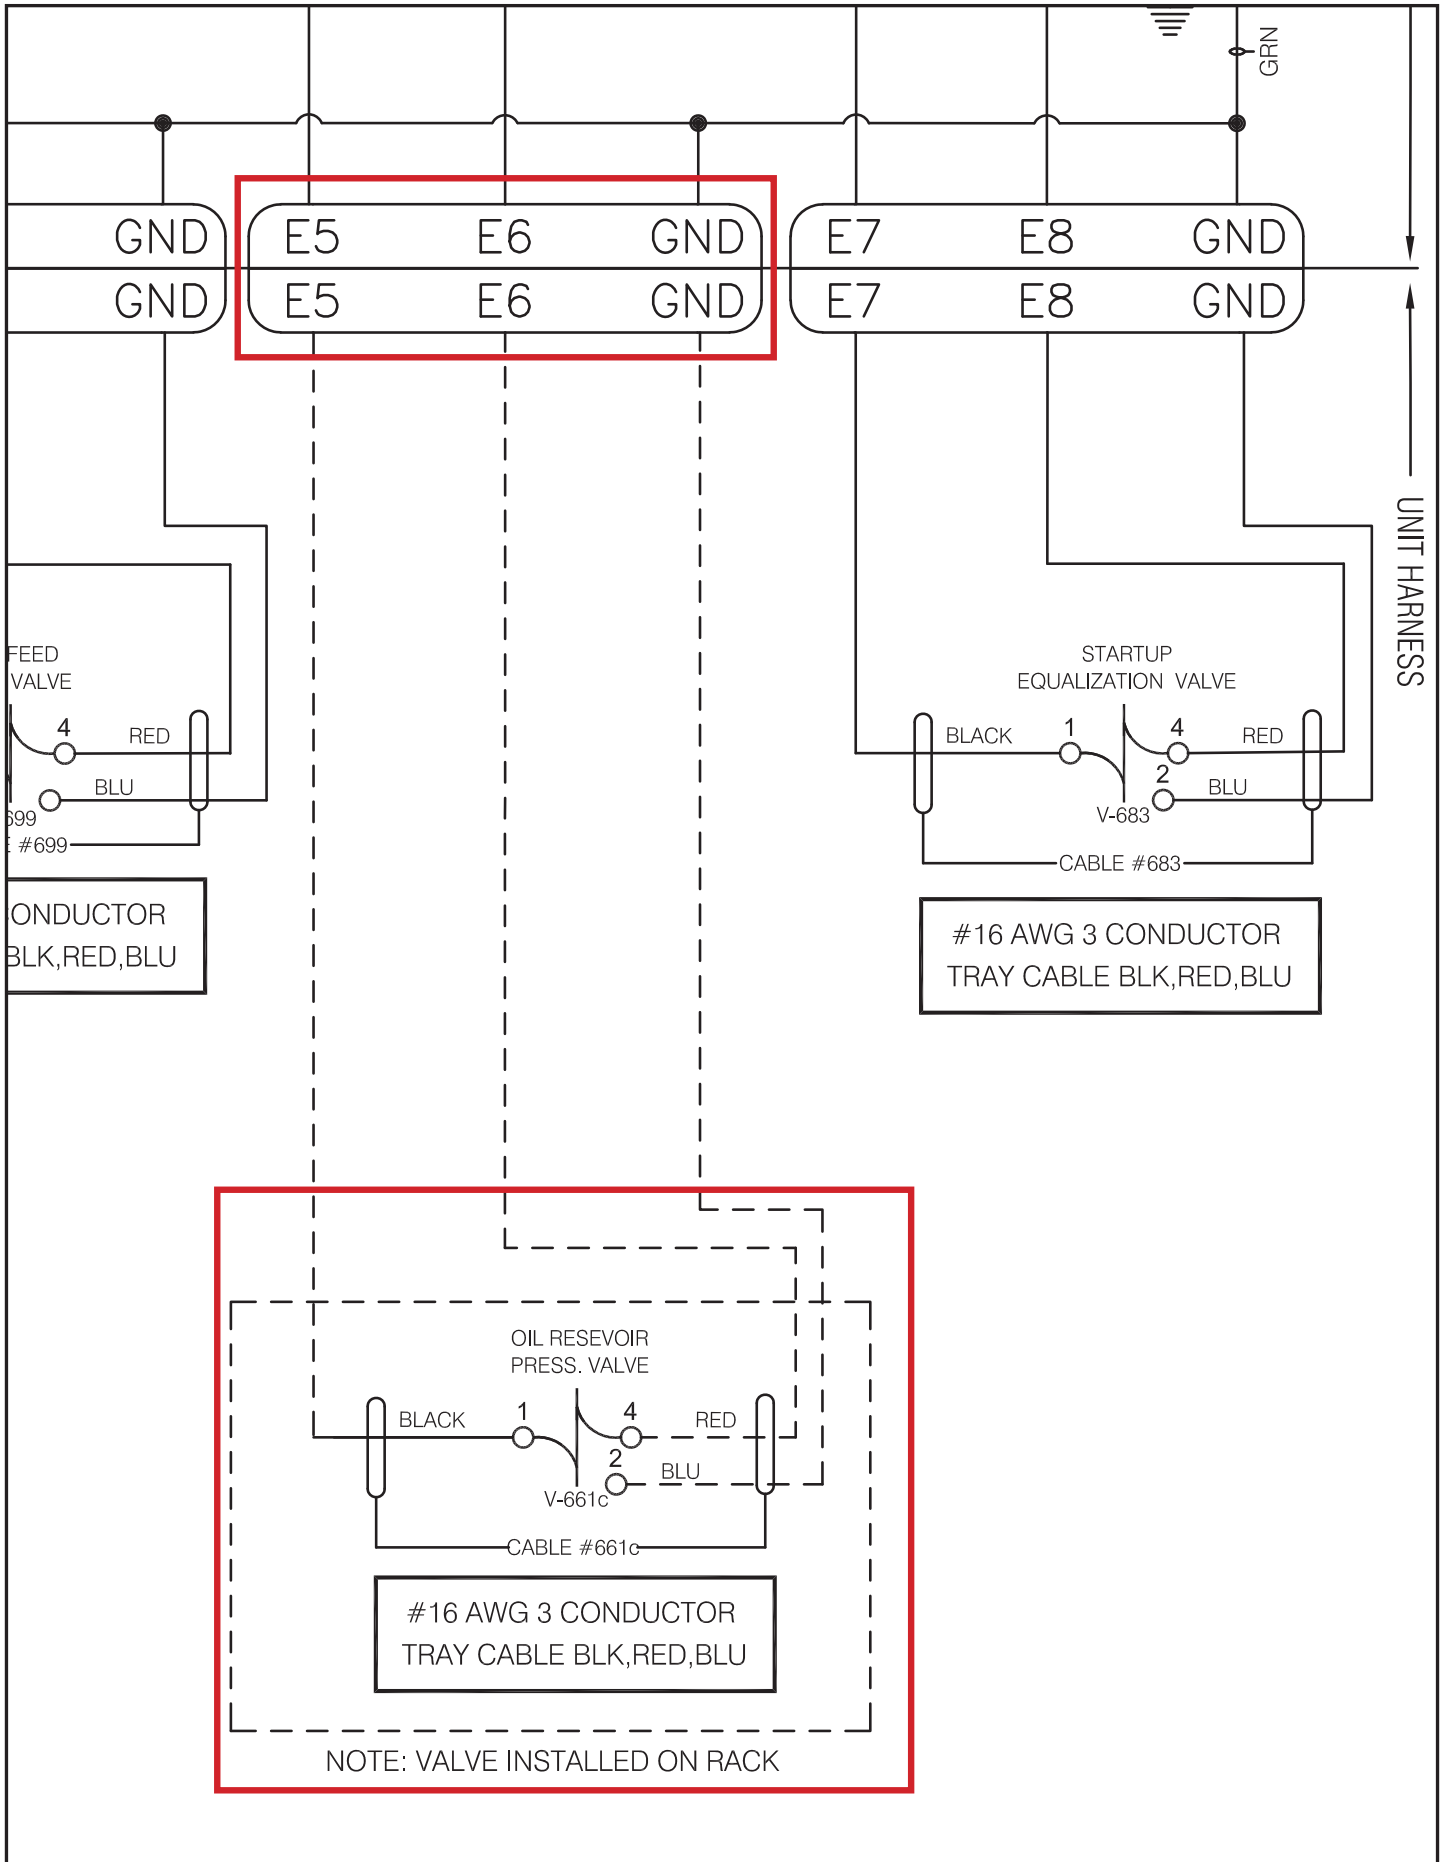 GRN
GND E5 E6 GND E7 E8 GND
GND E5 E6 GND E7 E8 GND
UNIT HARNESS
FEED
VALVE
4
RED
BLU
699
#699
ONDUCTOR
BLK,RED,BLU
STARTUP
EQUALIZATION VALVE
BLACK
1
4
RED
2
BLU
V-683
CABLE #683
#16 AWG 3 CONDUCTOR
TRAY CABLE BLK,RED,BLU
OIL RESEVOIR
PRESS. VALVE
BLACK
1
4
RED
2
BLU
V-661c
CABLE #661c
#16 AWG 3 CONDUCTOR
TRAY CABLE BLK,RED,BLU
NOTE: VALVE INSTALLED ON RACK